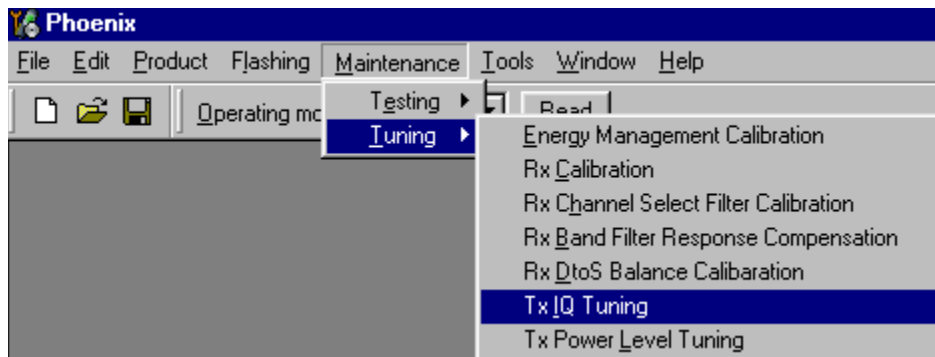 Phoenix
File Edit Product Flashing Maintenance Tools Window Help
Operating mo Read
Testing
Tuning
Energy Management Calibration
Rx Calibration
Rx Channel Select Filter Calibration
Rx Band Filter Response Compensation
Rx DtoS Balance Calibaration
Tx IQ Tuning
Tx Power Level Tuning